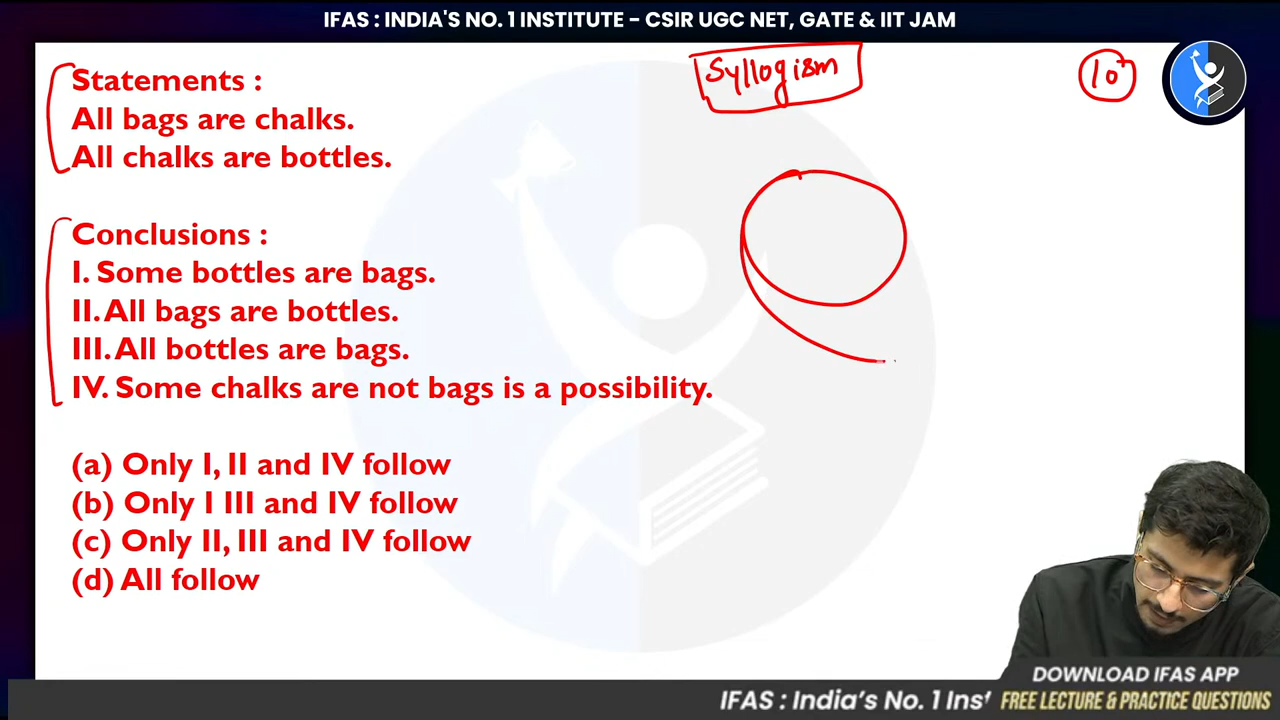 IFAS : INDIA'S NO. 1 INSTITUTE - CSIR UGC NET, GATE & IIT JAM
Syllogism
10
Statements :
All bags are chalks.
All chalks are bottles.
Conclusions :
I. Some bottles are bags.
II. All bags are bottles.
III. All bottles are bags.
IV. Some chalks are not bags is a possibility.
(a) Only I, II and IV follow
(b) Only I III and IV follow
(c) Only II, III and IV follow
(d) All follow
DOWNLOAD IFAS APP
IFAS : India's No. 1 Ins
FREE LECTURE & PRACTICE QUESTIONS